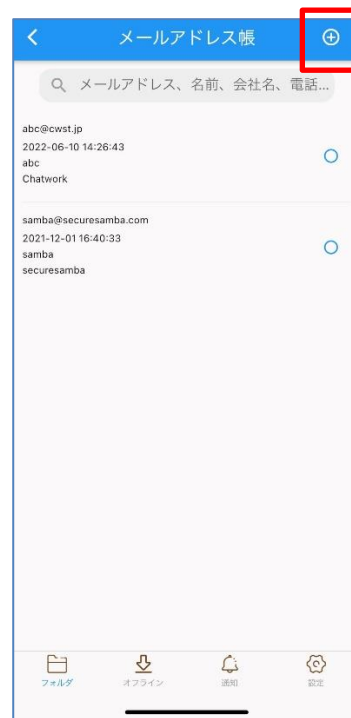 メールアドレス帳
メールアドレス、名前、会社名、電話...
abc@cwst.jp
2022-06-10 14:26:43
abc
Chatwork
samba@securesamba.com
2021-12-01 16:40:33
samba
securesamba
フォルダ オフライン 通知 設定